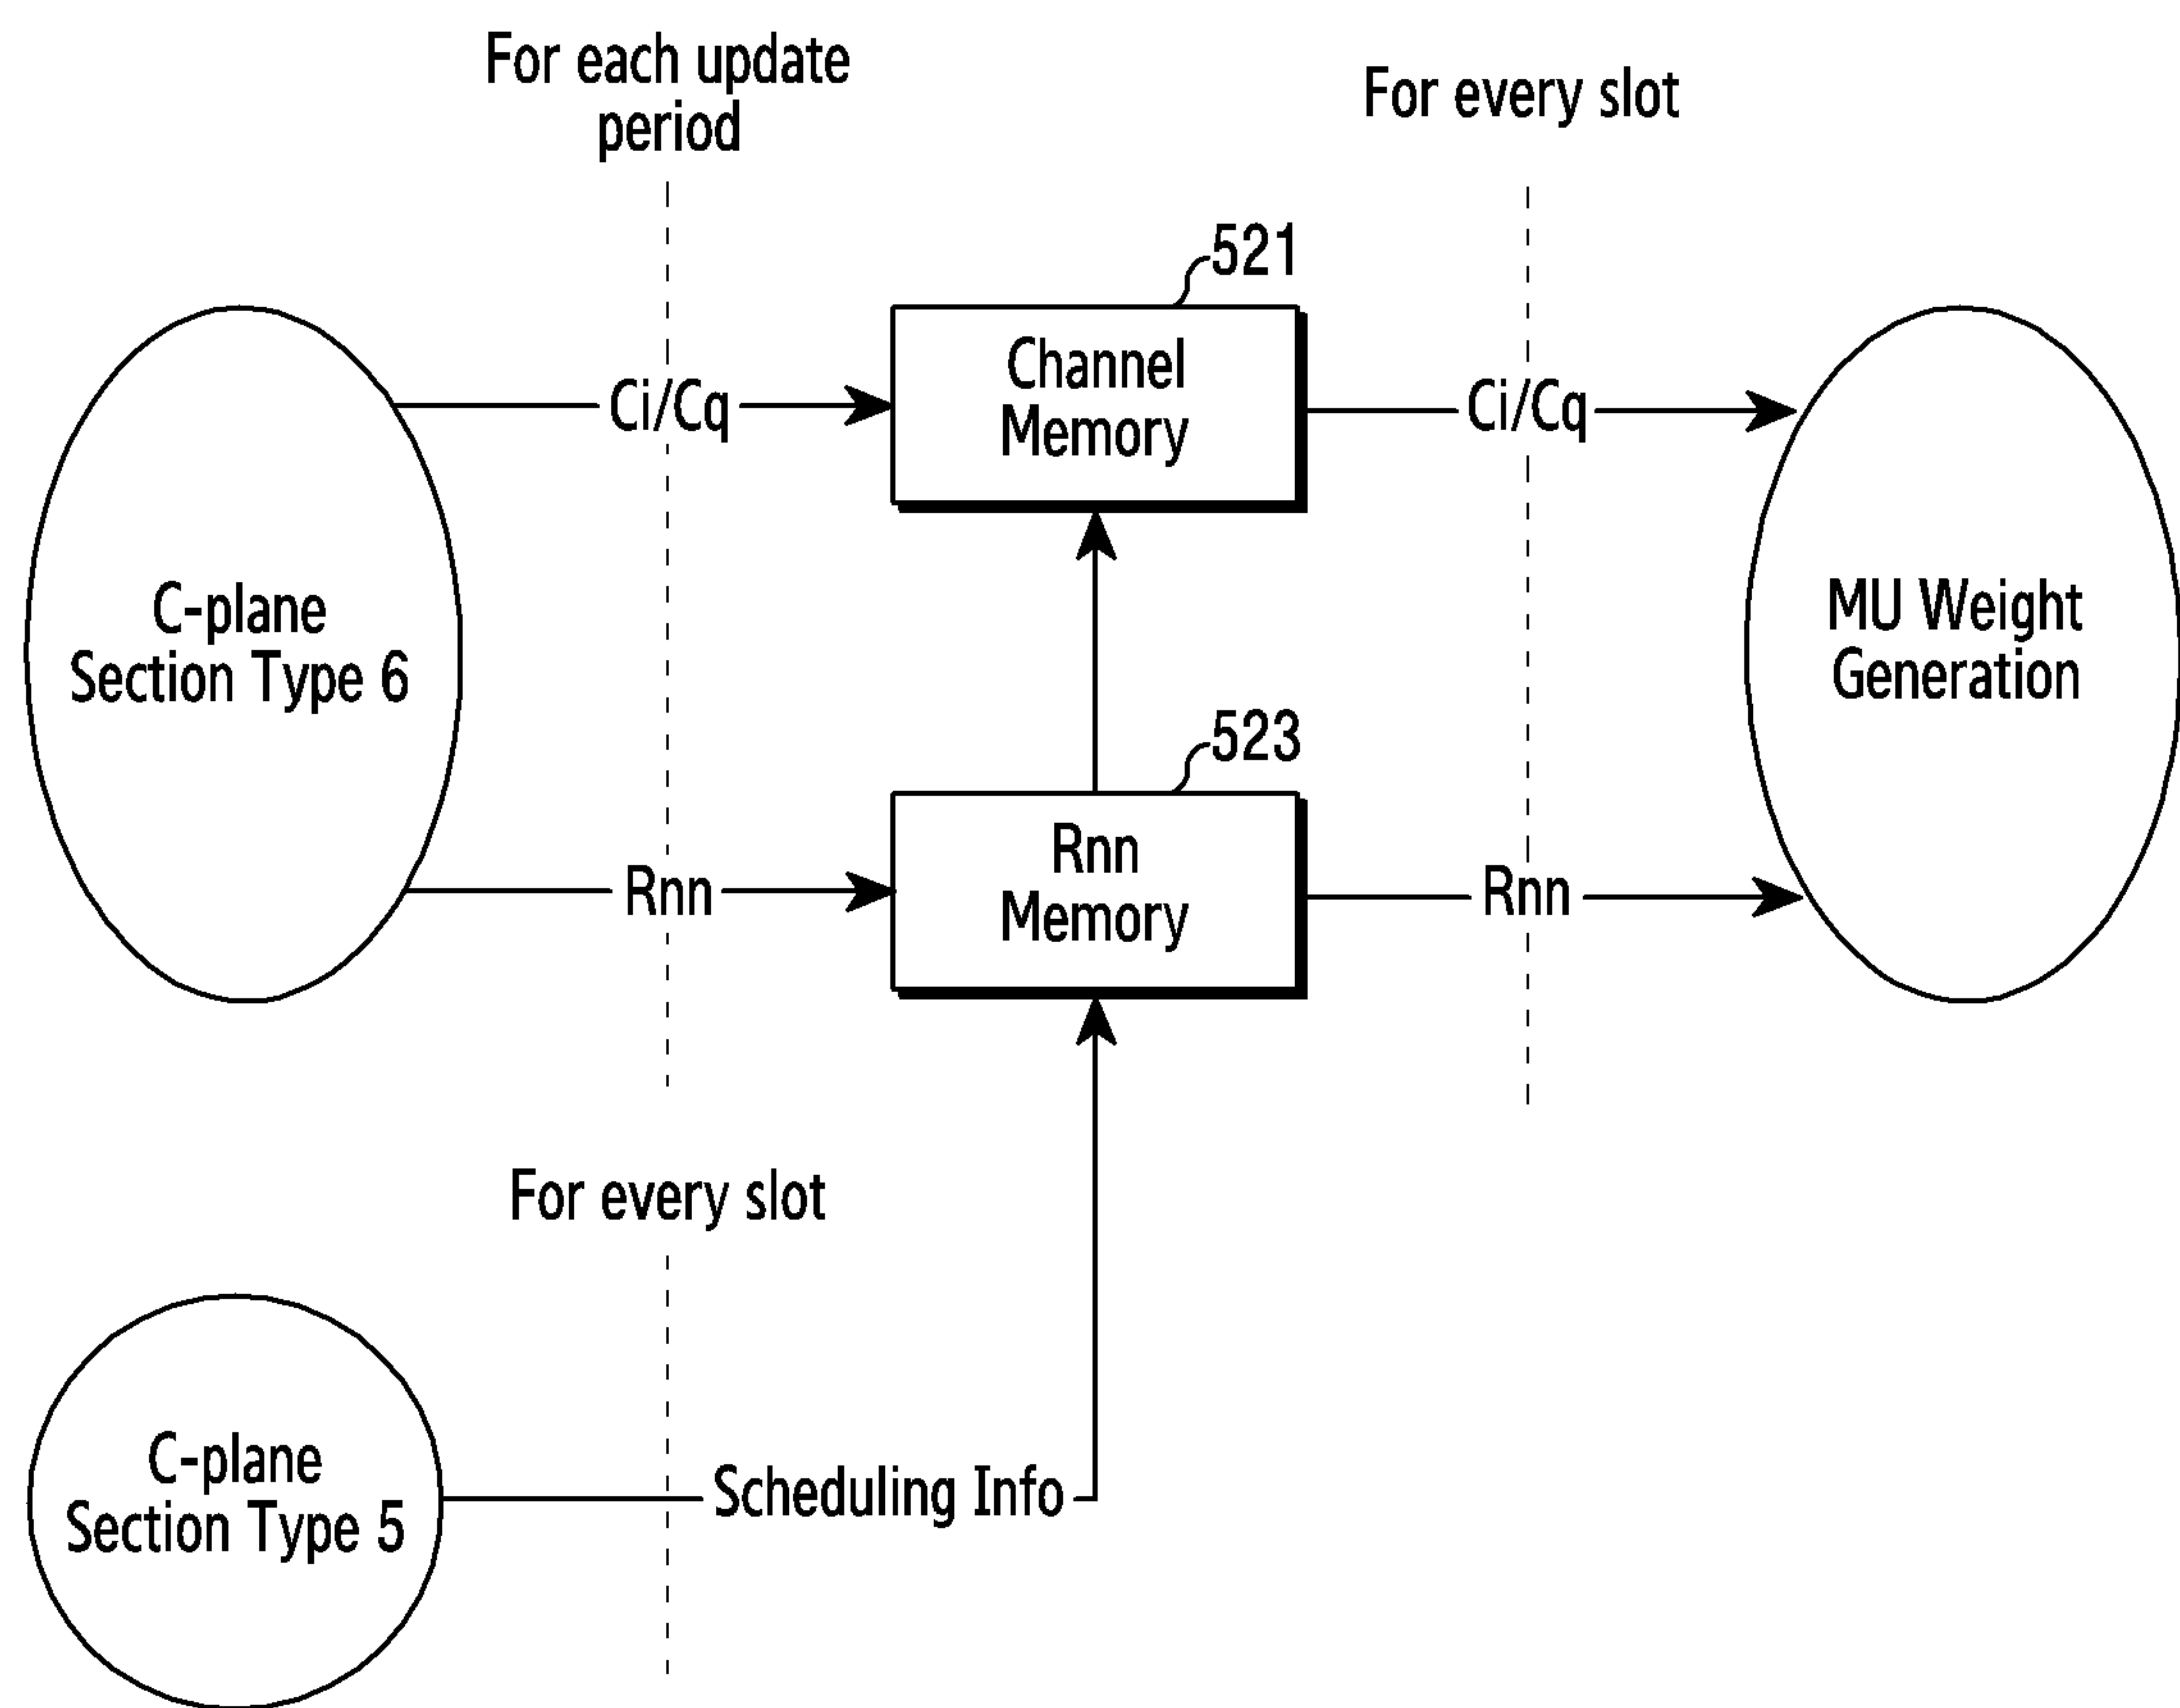 For each update
period
For every slot
521
Channel
Memory
Ci/Cq
Ci/Cq
C-plane
Section Type 6
MU Weight
Generation
523
Rnn
Memory
Rnn
Rnn
For every slot
C-plane
Section Type 5
Scheduling Info